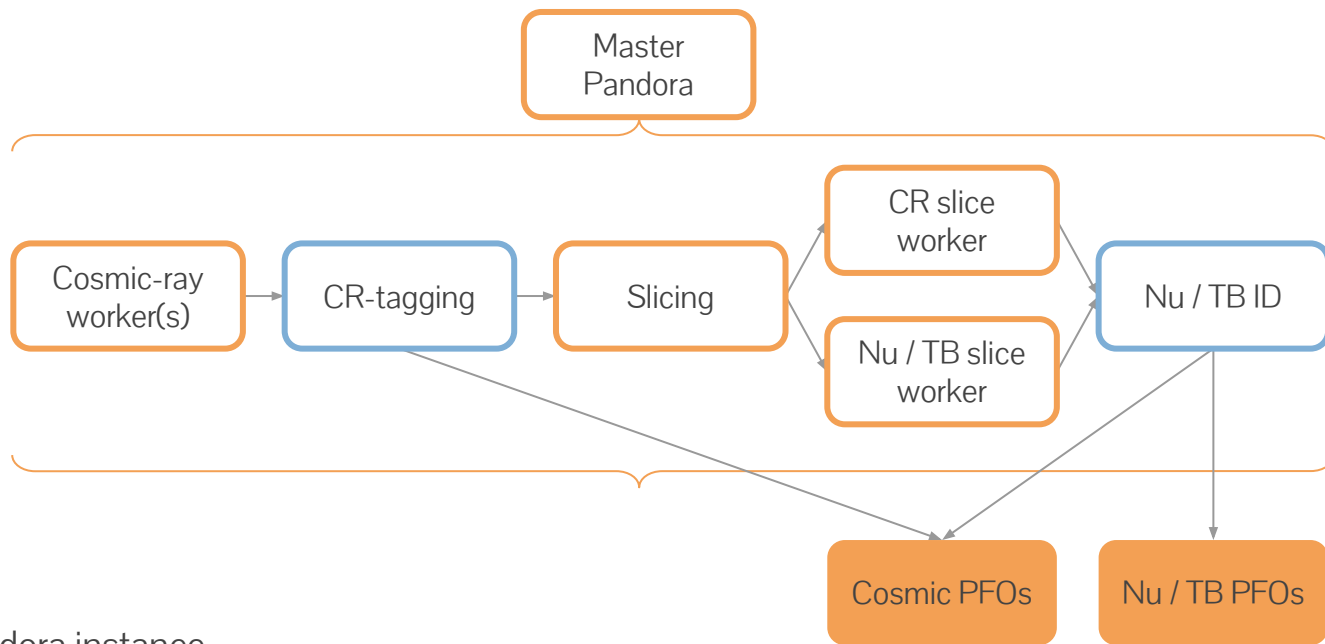 Master
Pandora
Cosmic-ray
worker(s)
CR-tagging
Slicing
CR slice
worker
Nu / TB slice
worker
Nu / TB ID
Cosmic PFOs
Nu / TB PFOs